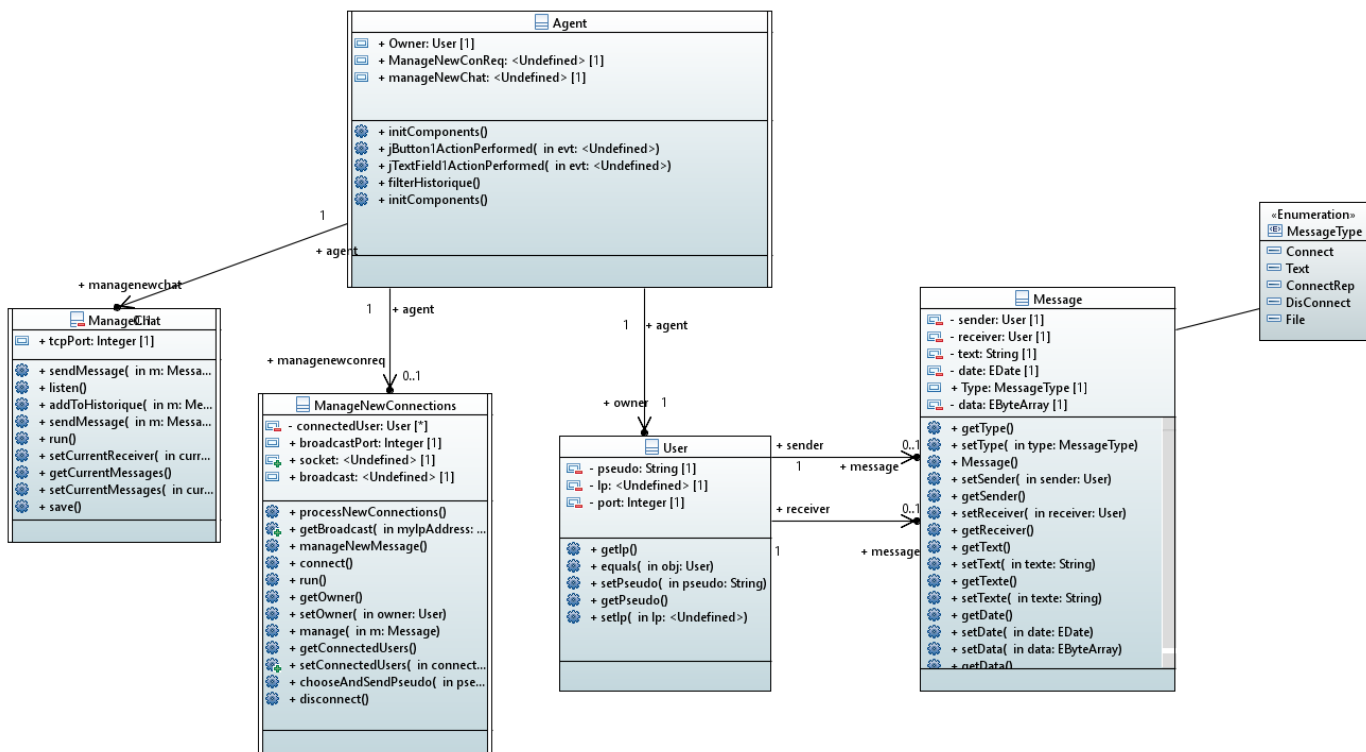 Agent
+ Owner: User [1]
+ ManageNewConReq: <Undefined> [1]
+ manageNewChat: <Undefined> [1]
+ initComponents()
+ jButton1ActionPerformed( in evt: <Undefined>)
+ jTextField1ActionPerformed( in evt: <Undefined>)
+ filterHistorique()
+ initComponents()
1
+ agent
+ managenewchat
1
+ agent
+ managenewconreq
0..1
1
+ agent
+ owner 1
ManageChat
+ tcpPort: Integer [1]
+ sendMessage( in m: Messa...
+ listen()
+ addToHistorique( in m: Me...
+ sendMessage( in m: Messa...
+ run()
+ setCurrentReceiver( in curr...
+ getCurrentMessages()
+ setCurrentMessages( in cur...
+ save()
ManageNewConnections
- connectedUser: User [*]
+ broadcastPort: Integer [1]
+ socket: <Undefined> [1]
+ broadcast: <Undefined> [1]
+ processNewConnections()
+ getBroadcast( in myIpAddress: ...
+ manageNewMessage()
+ connect()
+ run()
+ getOwner()
+ setOwner( in owner: User)
+ manage( in m: Message)
+ getConnectedUsers()
+ setConnectedUsers( in connect...
+ chooseAndSendPseudo( in pse...
+ disconnect()
User
- pseudo: String [1]
- Ip: <Undefined> [1]
- port: Integer [1]
+ getIp()
+ equals( in obj: User)
+ setPseudo( in pseudo: String)
+ getPseudo()
+ setIp( in Ip: <Undefined>)
+ sender
0..1
1
+ message
+ receiver
0..1
1
+ message
Message
- sender: User [1]
- receiver: User [1]
- text: String [1]
- date: EDate [1]
+ Type: MessageType [1]
- data: EByteArray [1]
+ getType()
+ setType( in type: MessageType)
+ Message()
+ setSender( in sender: User)
+ getSender()
+ setReceiver( in receiver: User)
+ getReceiver()
+ getText()
+ setText( in texte: String)
+ getTexte()
+ setTexte( in texte: String)
+ getDate()
+ setDate( in date: EDate)
+ setData( in data: EByteArray)
+ getData()
«Enumeration»
MessageType
Connect
Text
ConnectRep
DisConnect
File